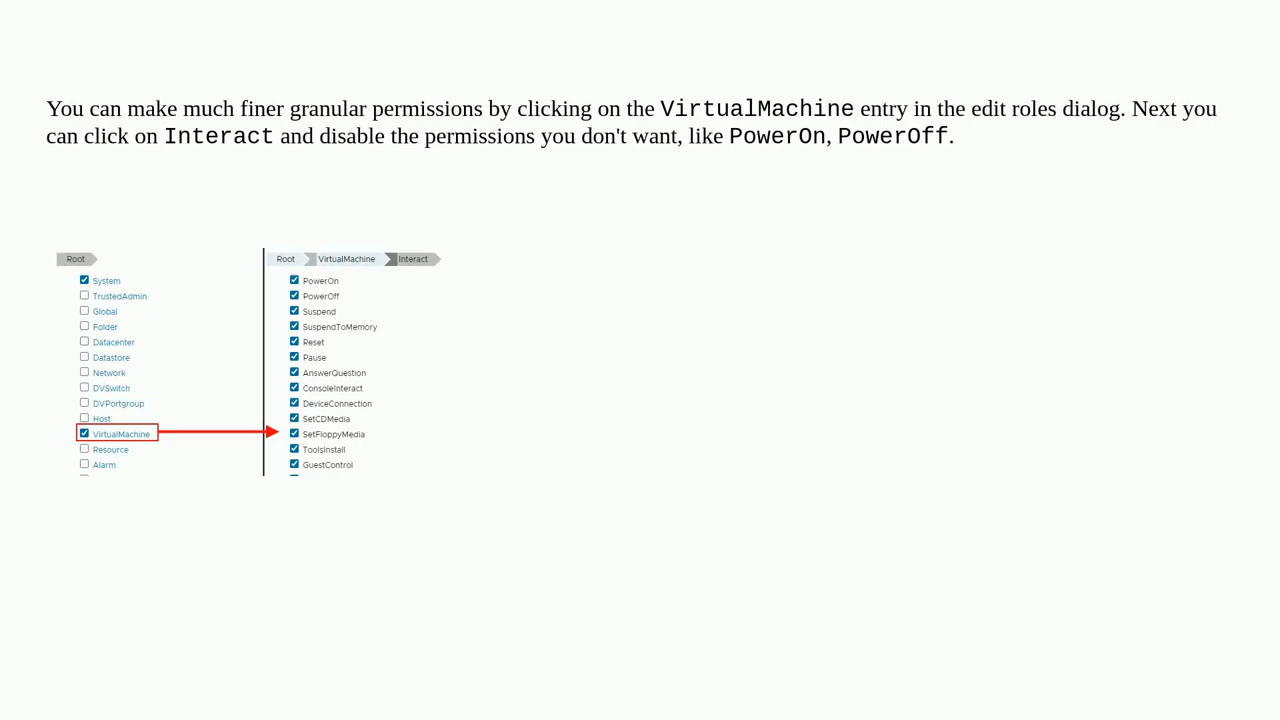 You can make much finer granular permissions by clicking on the VirtualMachine entry in the edit roles dialog. Next you
can click on Interact and disable the permissions you don't want, like PowerOn, PowerOff.
Root
System
TrustedAdmin
Global
Folder
Datacenter
Datastore
Network
DVSwitch
DVPortgroup
Host
VirtualMachine
Resource
Alarm
Root VirtualMachine Interact
PowerOn
PowerOff
Suspend
SuspendToMemory
Reset
Pause
AnswerQuestion
ConsoleInteract
DeviceConnection
SetCDMedia
SetFloppyMedia
ToolsInstall
GuestControl